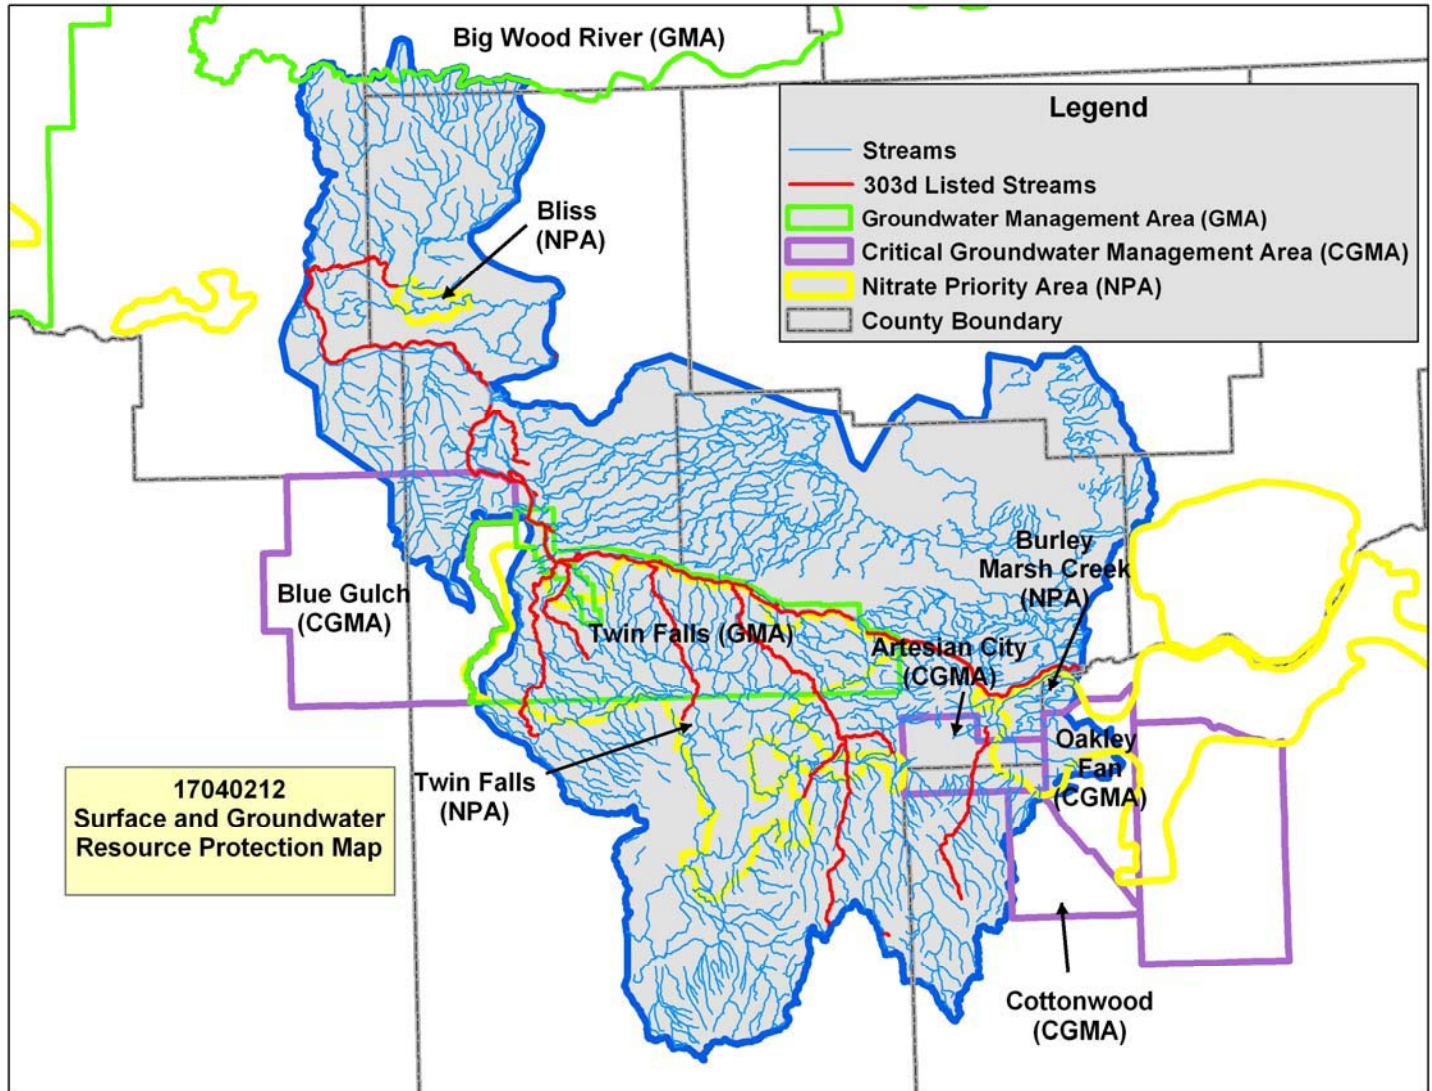 Big Wood River (GMA)
Legend
Streams
303d Listed Streams
Groundwater Management Area (GMA)
Critical Groundwater Management Area (CGMA)
Nitrate Priority Area (NPA)
County Boundary
Bliss
(NPA)
Burley
Marsh Creek
(NPA)
Blue Gulch
(CGMA)
Twin Falls (GMA)
Artesian City
(CGMA)
Oakley
Fan
(CGMA)
Twin Falls
(NPA)
17040212
Surface and Groundwater
Resource Protection Map
Cottonwood
(CGMA)